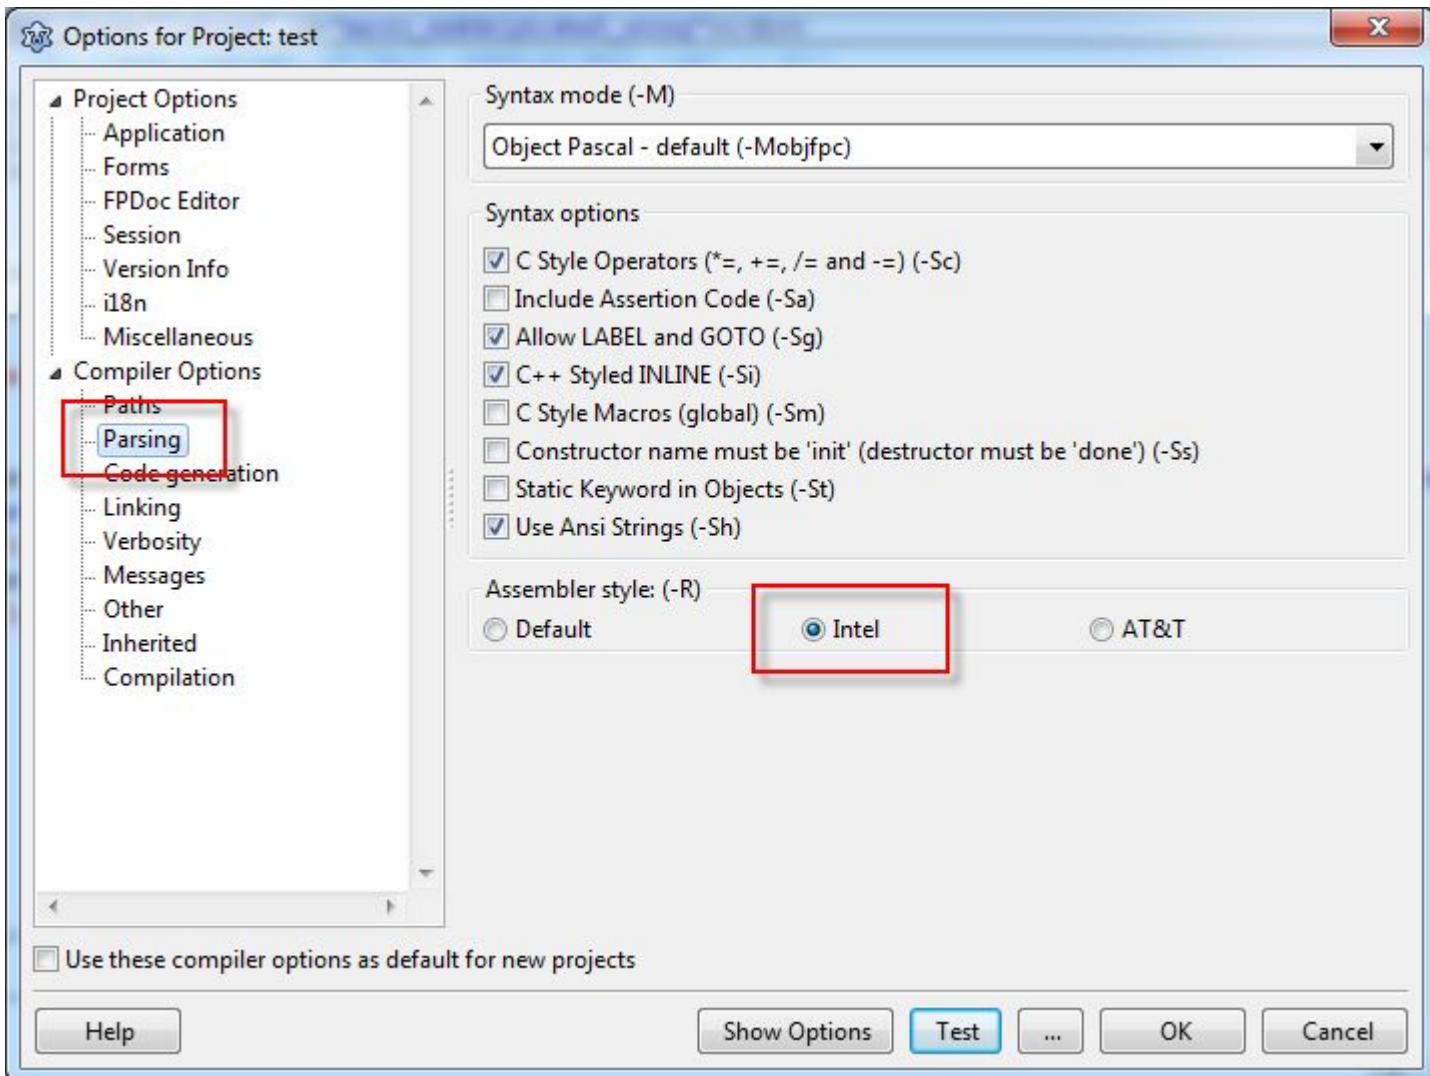 Options for Project: test
Project Options
Application
Forms
FPDoc Editor
Session
Version Info
i18n
Miscellaneous
Compiler Options
Paths
Parsing
Code generation
Linking
Verbosity
Messages
Other
Inherited
Compilation
Syntax mode (-M)
Object Pascal - default (-Mobjfpc)
Syntax options
C Style Operators (*=, +=, /= and -=) (-Sc)
Include Assertion Code (-Sa)
Allow LABEL and GOTO (-Sg)
C++ Styled INLINE (-Si)
C Style Macros (global) (-Sm)
Constructor name must be 'init' (destructor must be 'done') (-Ss)
Static Keyword in Objects (-St)
Use Ansi Strings (-Sh)
Assembler style: (-R)
Default Intel AT&T
Use these compiler options as default for new projects
Help Show Options Test ... OK Cancel